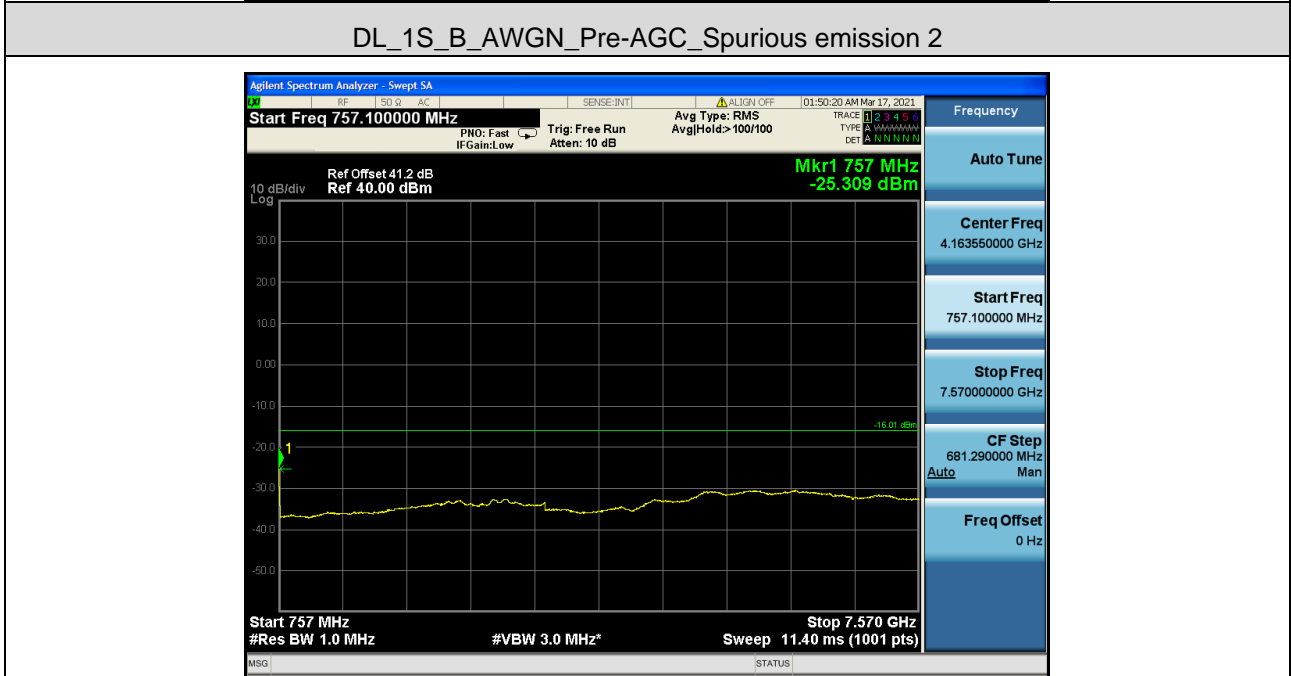 DL_1S_B_AWGN_Pre-AGC_Spurious emission 2
Agilent Spectrum Analyzer - Swept SA
LXI RF 50 Ω AC SENSE:INT ALIGN OFF 01:50:20 AM Mar 17, 2021
Start Freq 757.100000 MHz
PNO: Fast
IFGain:Low
Trig: Free Run
Atten: 10 dB
Avg Type: RMS
Avg|Hold:>100/100
TRACE 1 2 3 4 5 6
TYPE A WWWWW
DET A N N N N N
Mkr1 757 MHz
-25.309 dBm
Ref Offset 41.2 dB
10 dB/div Ref 40.00 dBm
Log
30.0
20.0
10.0
0.00
-10.0
-16.01 dBm
-20.0
1
-30.0
-40.0
-50.0
Start 757 MHz Stop 7.570 GHz
#Res BW 1.0 MHz #VBW 3.0 MHz* Sweep 11.40 ms (1001 pts)
MSG STATUS
Frequency
Auto Tune
Center Freq
4.163550000 GHz
Start Freq
757.100000 MHz
Stop Freq
7.570000000 GHz
CF Step
681.290000 MHz
Auto Man
Freq Offset
0 Hz